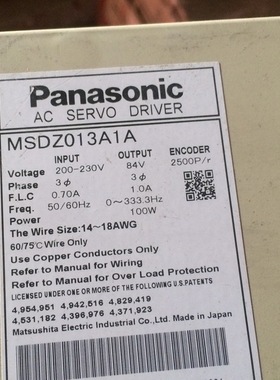 Panasonic
AC SERVO DRIVER
MSDZ013A1A
INPUT OUTPUT ENCODER
Voltage 200-230V 84V 2500P/r
Phase 3ϕ 3ϕ
F.L.C 0.70A 1.0A
Freq. 50/60Hz 0~333.3Hz
Power 100W
The Wire Size:14~18AWG
60/75℃ Wire Only
Use Copper Conductors Only
Refer to Manual for Wiring
Refer to Manual for Over Load Protection
LICENSED UNDER ONE OR MORE OF THE FOLLOWING U.S.PATENTS
4,954,951 4,942,516 4,829,419
4,531,182 4,396,976 4,371,923
Matsushita Electric Industrial Co.,Ltd. Made in Japan